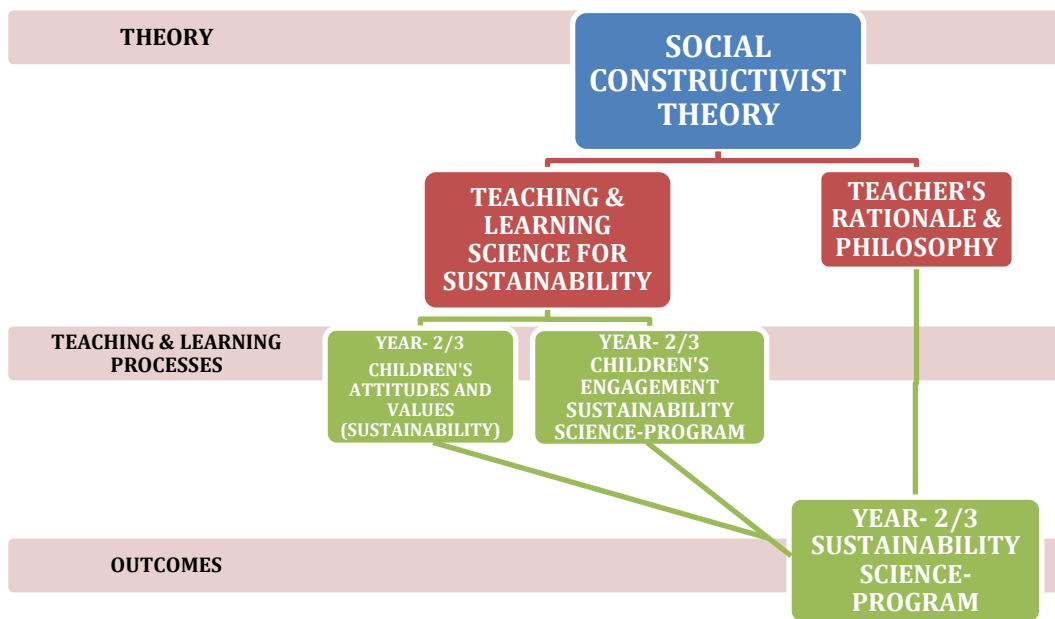 THEORY
SOCIAL
CONSTRUCTIVIST
THEORY
TEACHING &
LEARNING
SCIENCE FOR
SUSTAINABILITY
TEACHER'S
RATIONALE &
PHILOSOPHY
TEACHING & LEARNING
PROCESSES
YEAR- 2/3
CHILDREN'S
ATTITUDES AND
VALUES
(SUSTAINABILITY)
YEAR- 2/3
CHILDREN'S
ENGAGEMENT
SUSTAINABILITY
SCIENCE-PROGRAM
OUTCOMES
YEAR- 2/3
SUSTAINABILITY
SCIENCE-
PROGRAM